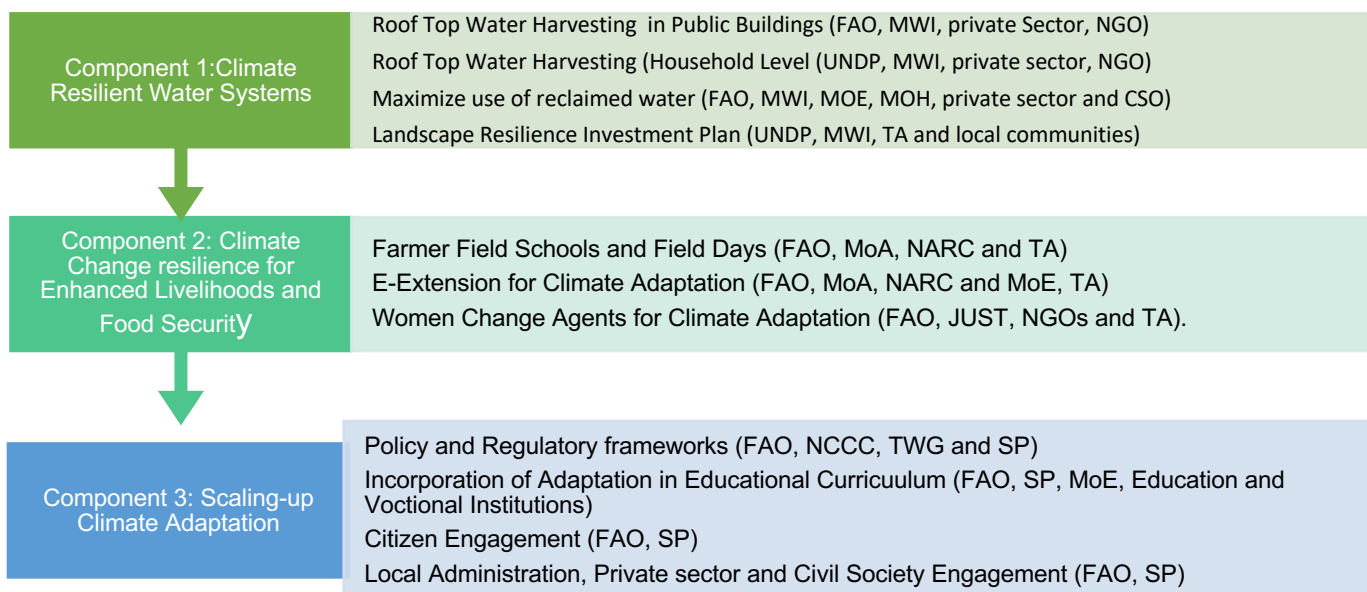 Component 1:Climate
Resilient Water Systems
Roof Top Water Harvesting in Public Buildings (FAO, MWI, private Sector, NGO)
Roof Top Water Harvesting (Household Level (UNDP, MWI, private sector, NGO)
Maximize use of reclaimed water (FAO, MWI, MOE, MOH, private sector and CSO)
Landscape Resilience Investment Plan (UNDP, MWI, TA and local communities)
Component 2: Climate
Change resilience for
Enhanced Livelihoods and
Food Security
Farmer Field Schools and Field Days (FAO, MoA, NARC and TA)
E-Extension for Climate Adaptation (FAO, MoA, NARC and MoE, TA)
Women Change Agents for Climate Adaptation (FAO, JUST, NGOs and TA).
Component 3: Scaling-up
Climate Adaptation
Policy and Regulatory frameworks (FAO, NCCC, TWG and SP)
Incorporation of Adaptation in Educational Curricuulum (FAO, SP, MoE, Education and
Voctional Institutions)
Citizen Engagement (FAO, SP)
Local Administration, Private sector and Civil Society Engagement (FAO, SP)